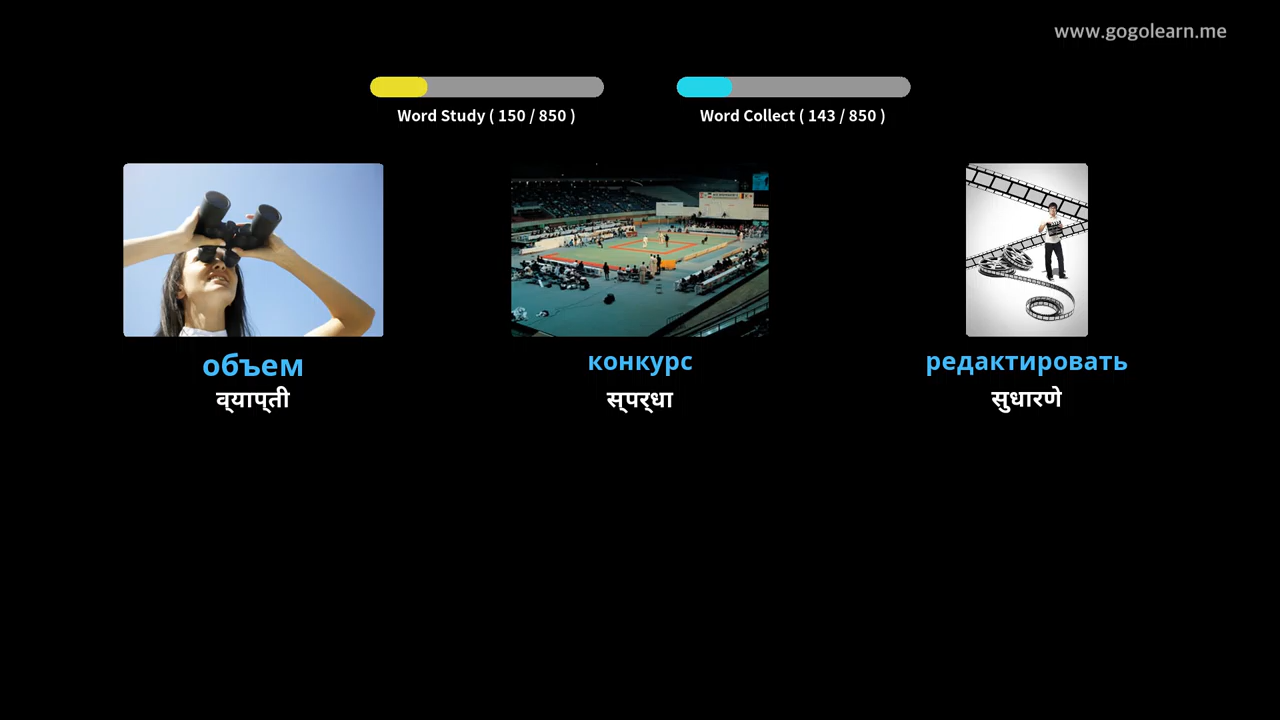 www.gogolearn.me
Word Study ( 150 / 850 )
Word Collect ( 143 / 850 )
объем
व्याप्ती
конкурс
स्पर्धा
редактировать
सुधारणे